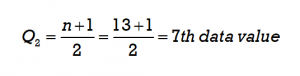 Q₂ = (n+1)/2 = (13+1)/2 = 7th data value